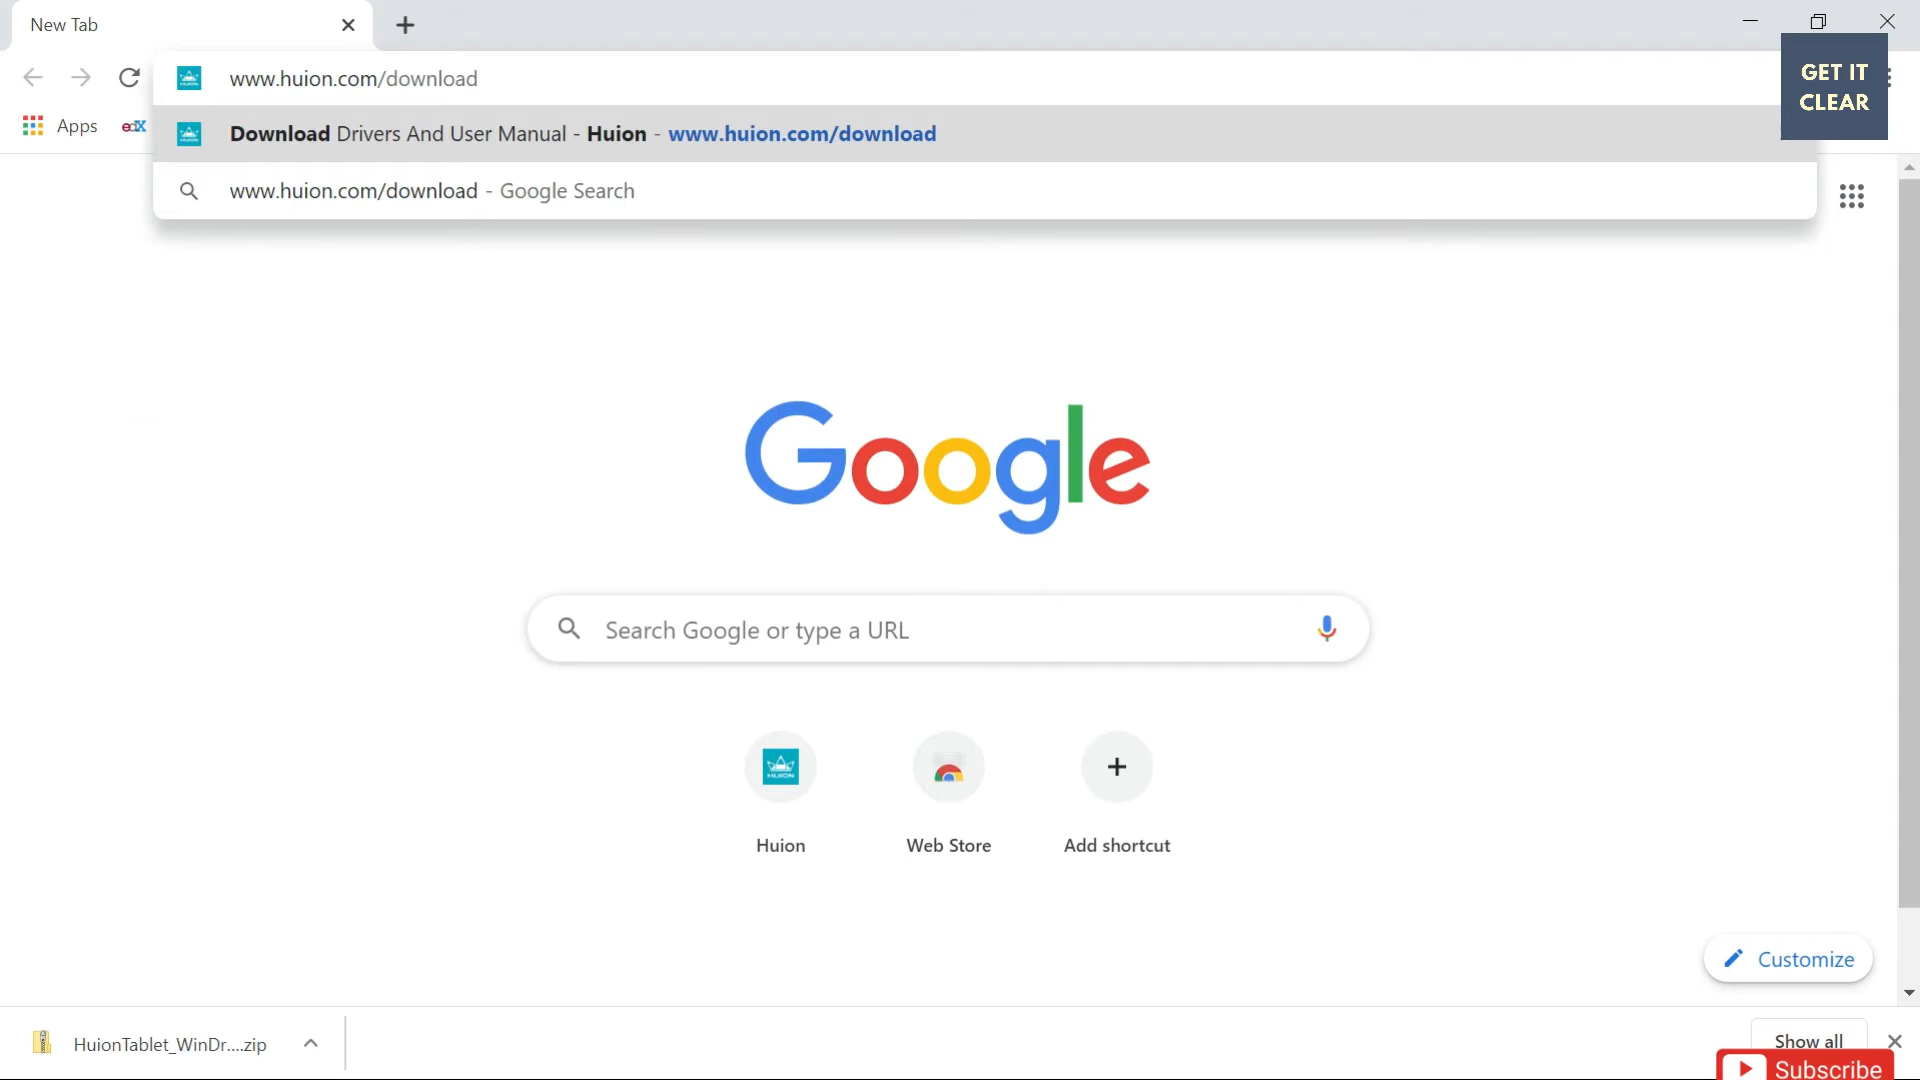 New Tab
www.huion.com/download
GET IT
CLEAR
Apps
edX
Download Drivers And User Manual - Huion - www.huion.com/download
www.huion.com/download - Google Search
Google
Search Google or type a URL
HUION
Huion
Web Store
Add shortcut
Customize
HuionTablet_WinDr....zip
Show all
Subscribe